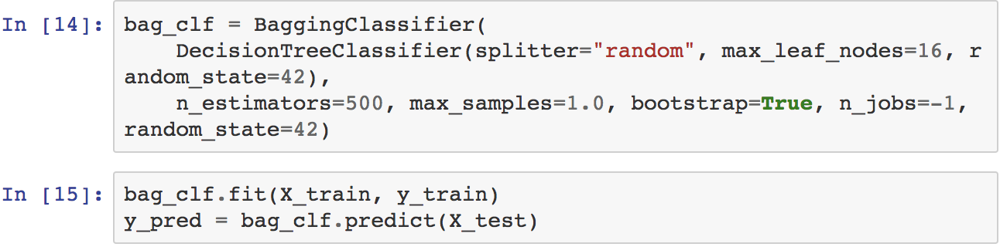 In [14]: bag_clf = BaggingClassifier(
    DecisionTreeClassifier(splitter="random", max_leaf_nodes=16, r
andom_state=42),
    n_estimators=500, max_samples=1.0, bootstrap=True, n_jobs=-1,
random_state=42)
In [15]: bag_clf.fit(X_train, y_train)
y_pred = bag_clf.predict(X_test)